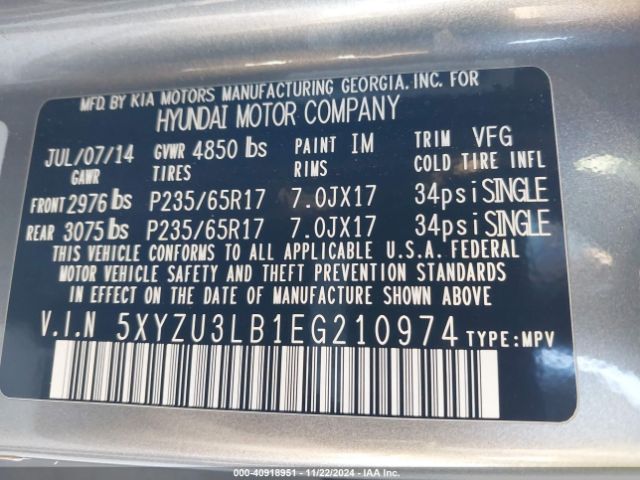 MFD. BY KIA MOTORS MANUFACTURING GEORGIA. INC. FOR
HYUNDAI MOTOR COMPANY
JUL/07/14 GVWR 4850 lbs PAINT IM TRIM VFG
GAWR TIRES RIMS COLD TIRE INFL
FRONT 2976 lbs P235/65R17 7.0JX17 34psi SINGLE
REAR 3075 lbs P235/65R17 7.0JX17 34psi SINGLE
THIS VEHICLE CONFORMS TO ALL APPLICABLE U.S.A. FEDERAL
MOTOR VEHICLE SAFETY AND THEFT PREVENTION STANDARDS
IN EFFECT ON THE DATE OF MANUFACTURE SHOWN ABOVE
V.I.N 5XYZU3LB1EG210974 TYPE:MPV
000-40918951 - 11/22/2024 - IAA Inc.